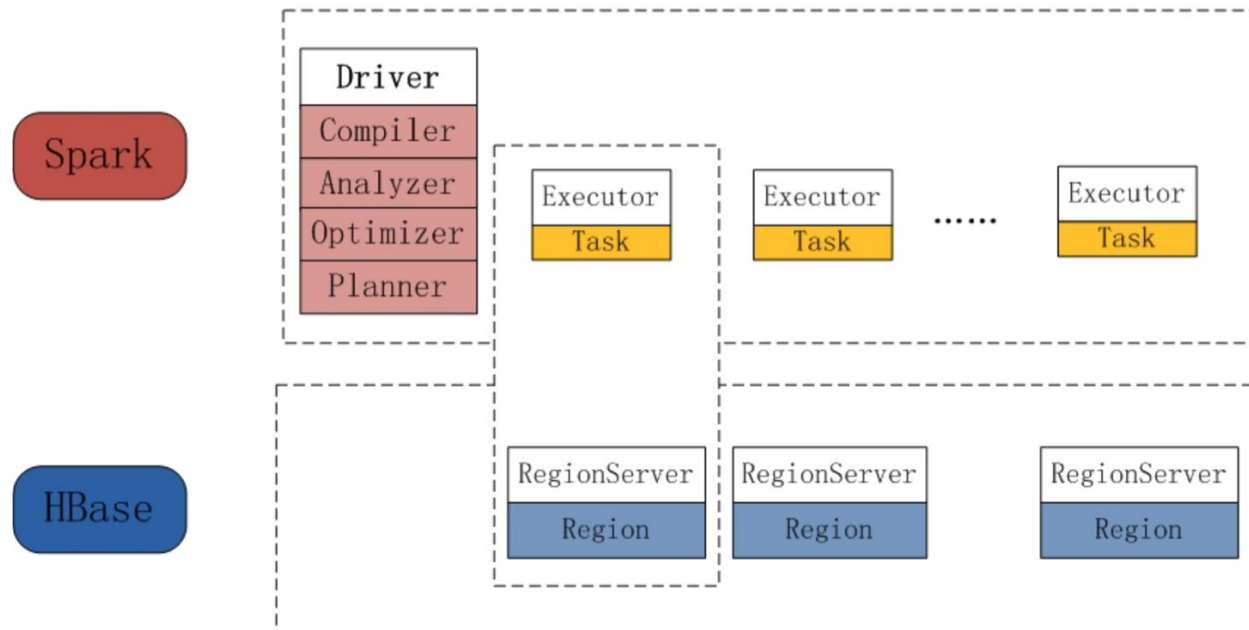 Driver
Compiler
Analyzer
Optimizer
Planner
Spark
Executor
Task
Executor
Task
......
Executor
Task
HBase
RegionServer
Region
RegionServer
Region
RegionServer
Region